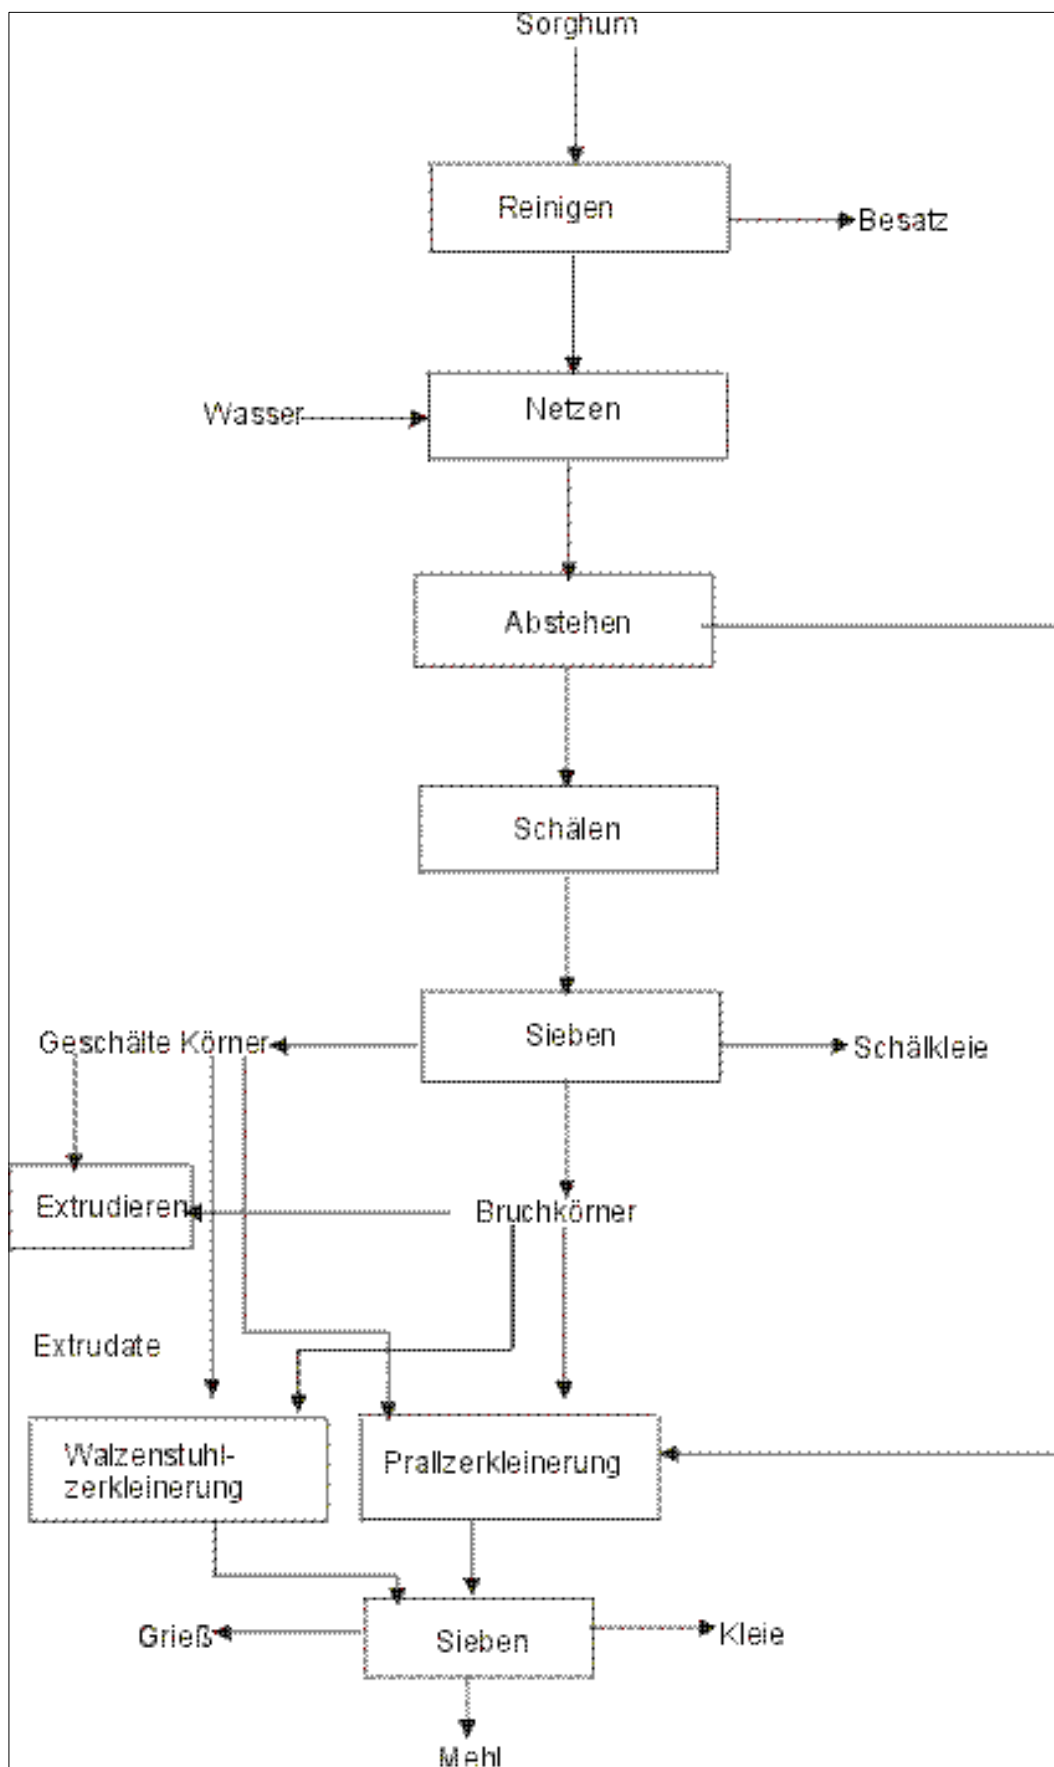 Sorghum
Reinigen
Besatz
Netzen
Wasser
Abstehen
Schälen
Sieben
Geschälte Körner
Schälkleie
Extrudieren
Bruchkörner
Extrudate
Walzenstuhl-
zerkleinerung
Prallzerkleinerung
Grieß
Sieben
Kleie
Mehl